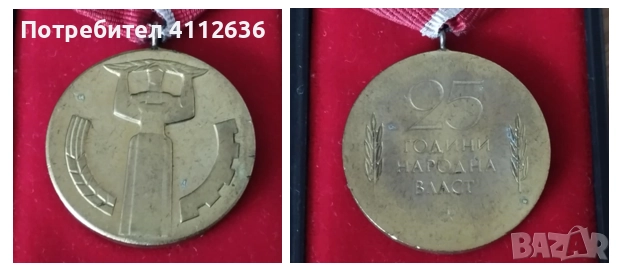 Потребител 4112636
25
ГОДИНИ
НАРОДНА
ВЛАСТ
BAZAR